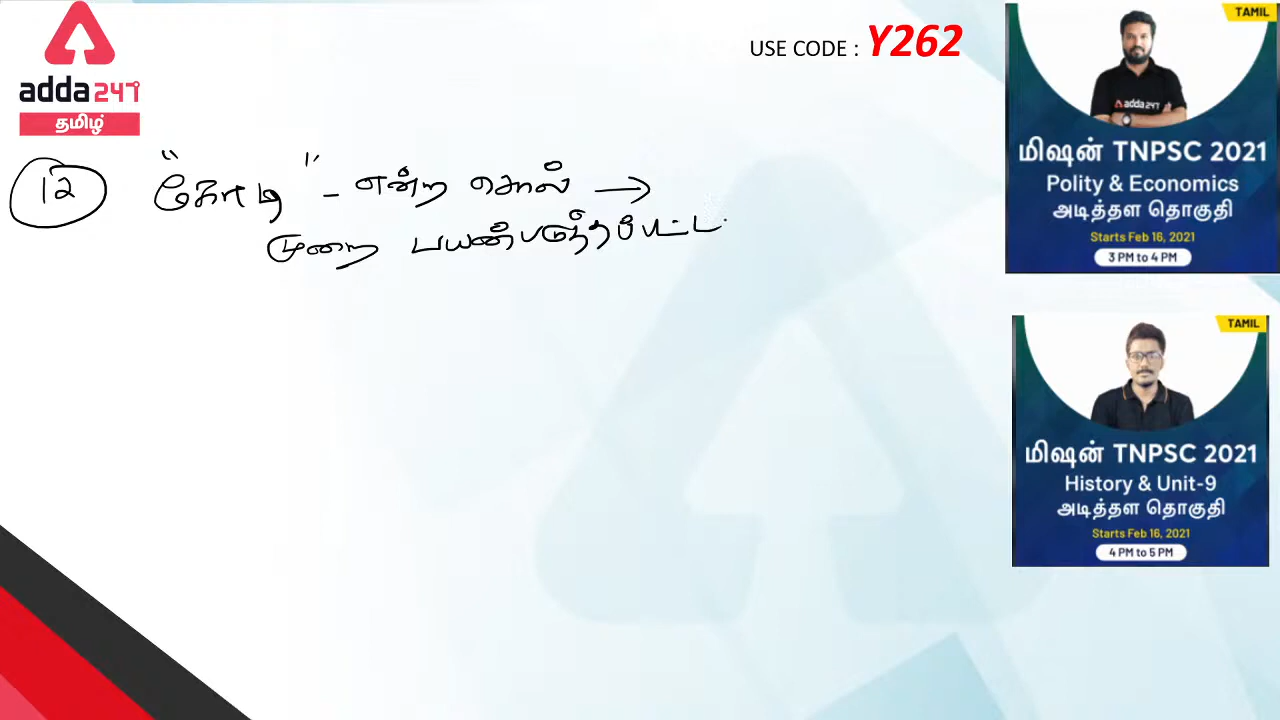 adda247
தமிழ்
USE CODE : Y262
12 "கோடி" - என்ற சொல் →
முறை பயன்படுத்தப்பட்ட
TAMIL
adda247
மிஷன் TNPSC 2021
Polity & Economics
அடித்தள தொகுதி
Starts Feb 16, 2021
3 PM to 4 PM
TAMIL
மிஷன் TNPSC 2021
History & Unit-9
அடித்தள தொகுதி
Starts Feb 16, 2021
4 PM to 5 PM